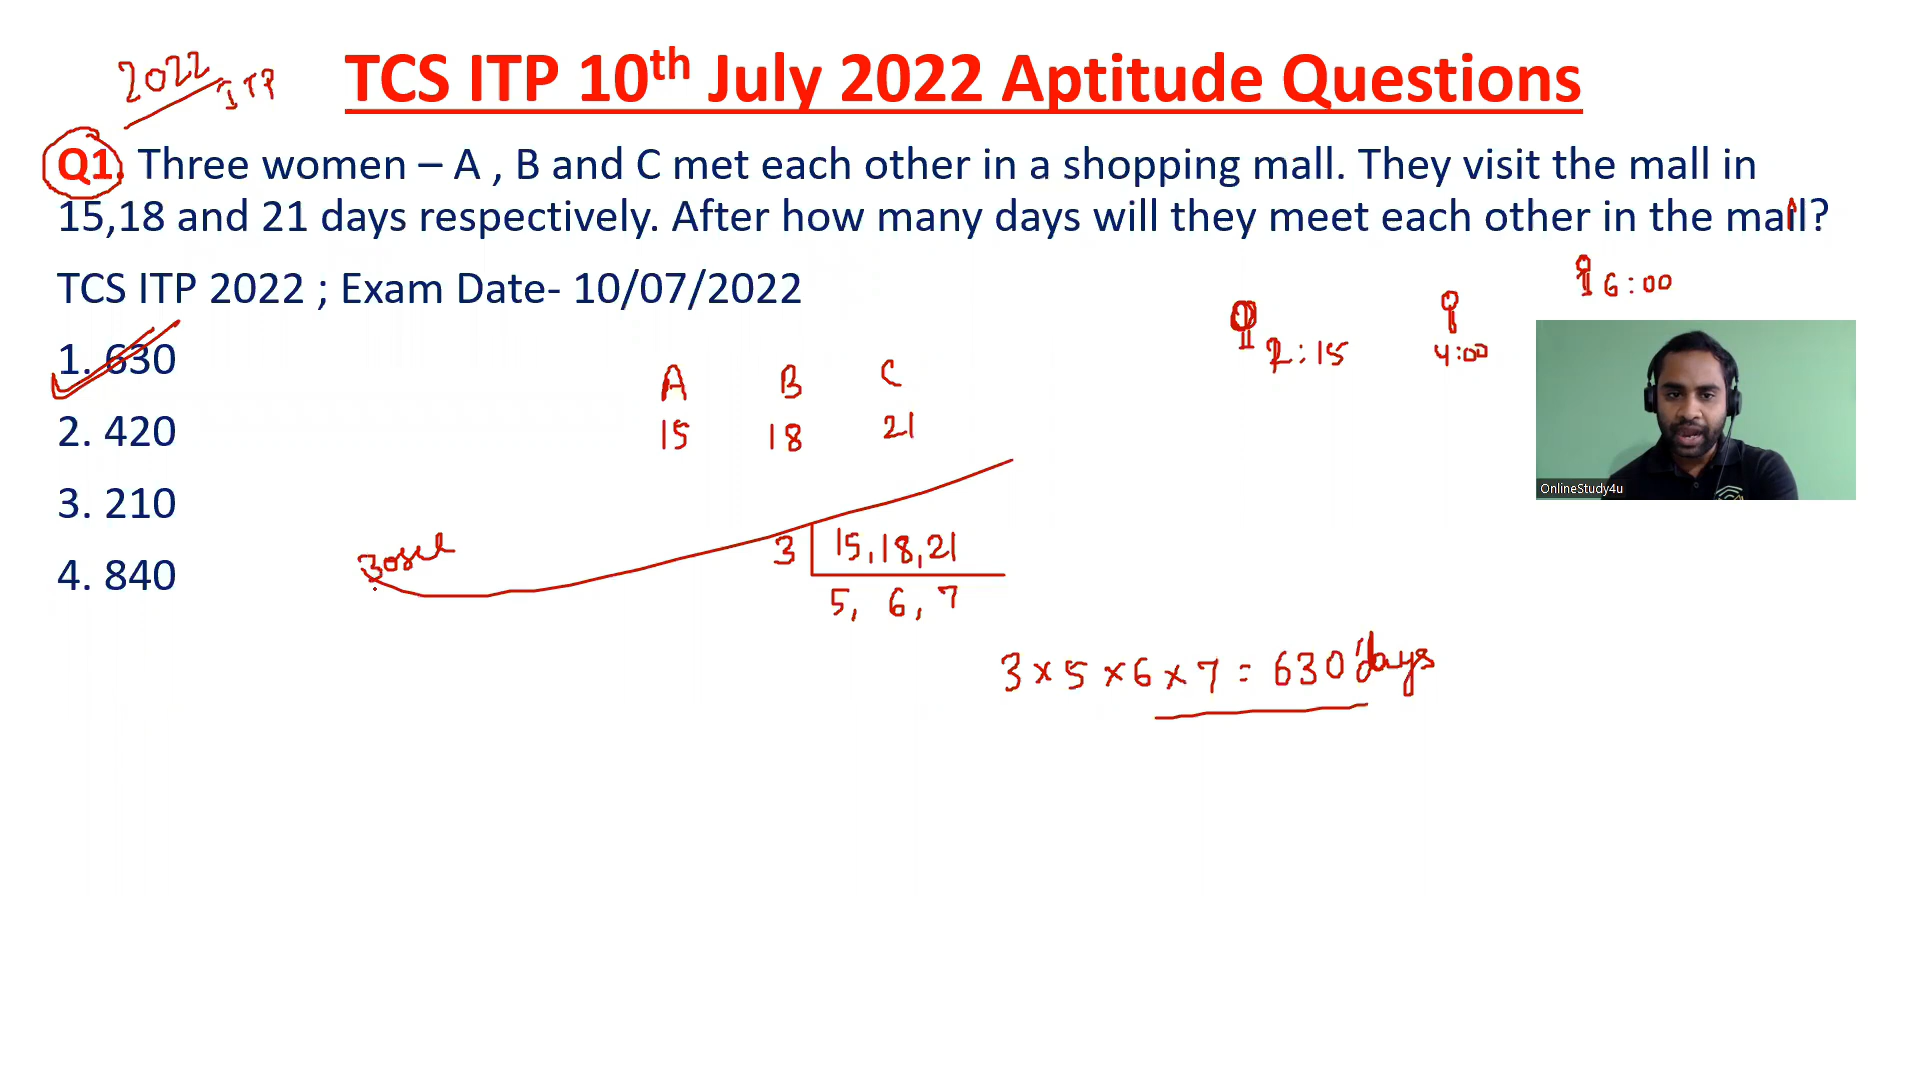 2022
ITP
TCS ITP 10th July 2022 Aptitude Questions
Q1. Three women – A , B and C met each other in a shopping mall. They visit the mall in
15,18 and 21 days respectively. After how many days will they meet each other in the mall?
TCS ITP 2022 ; Exam Date- 10/07/2022
6:00
2:15
4:00
1. 630
A B C
2. 420
15 18 21
OnlineStudy4u
3. 210
30sec
3 15,18,21
4. 840
5, 6, 7
3 x 5 x 6 x 7 = 630 days